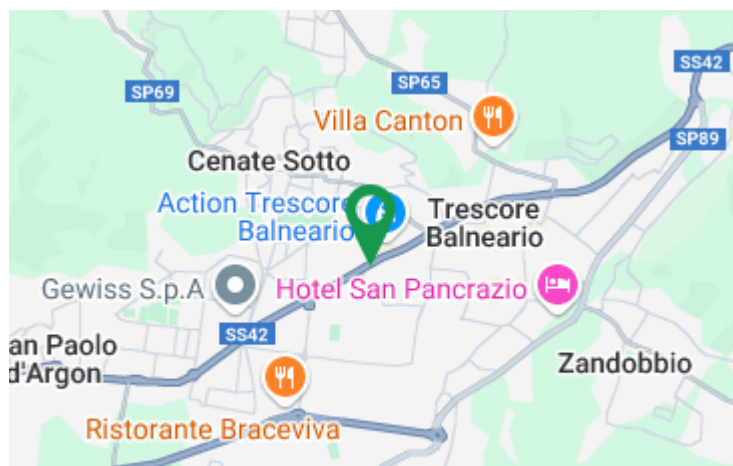 SS42
SP65
SP69
Villa Canton
SP89
Cenate Sotto
Action Trescore
Balneario
Trescore
Balneario
Gewiss S.p.A
Hotel San Pancrazio
SS42
an Paolo
d'Argon
Zandobbio
Ristorante Braceviva